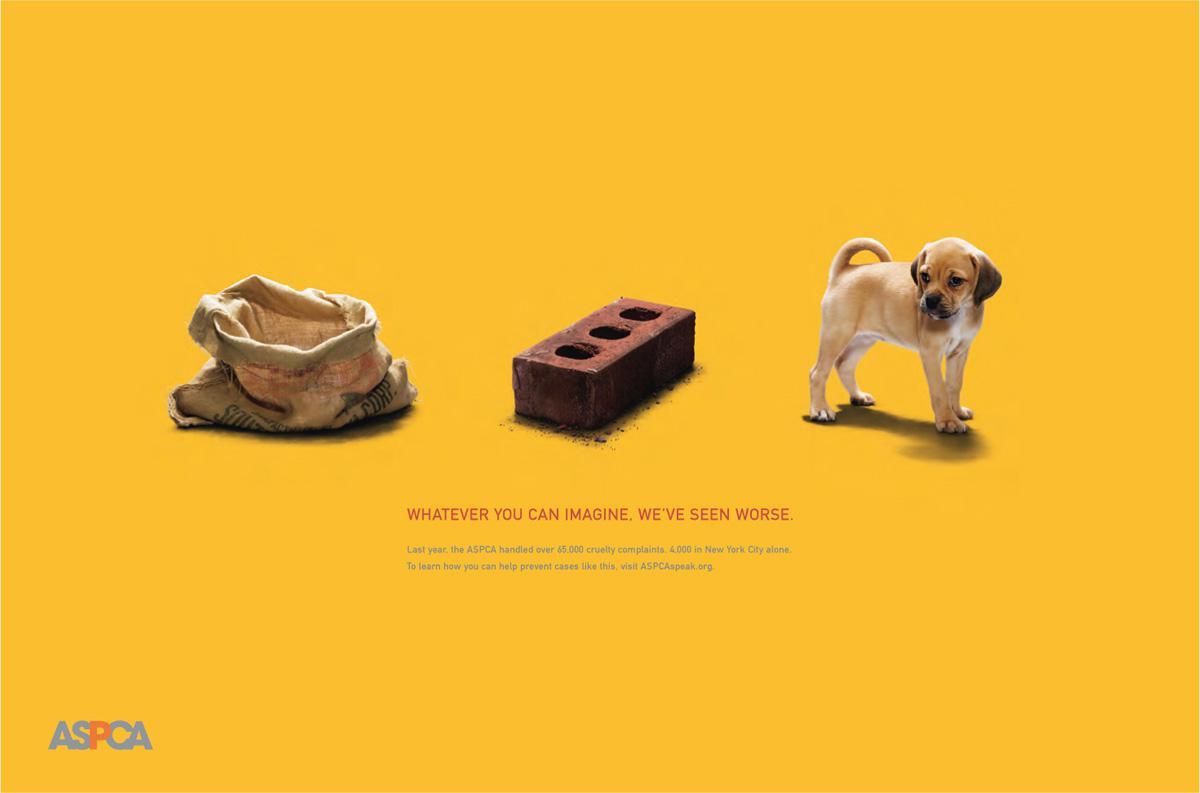 WHATEVER YOU CAN IMAGINE, WE'VE SEEN WORSE.
Last year, the ASPCA handled over 65,000 cruelty complaints. 4,000 in New York City alone.
To learn how you can help prevent cases like this, visit ASPCAspeak.org.
ASPCA